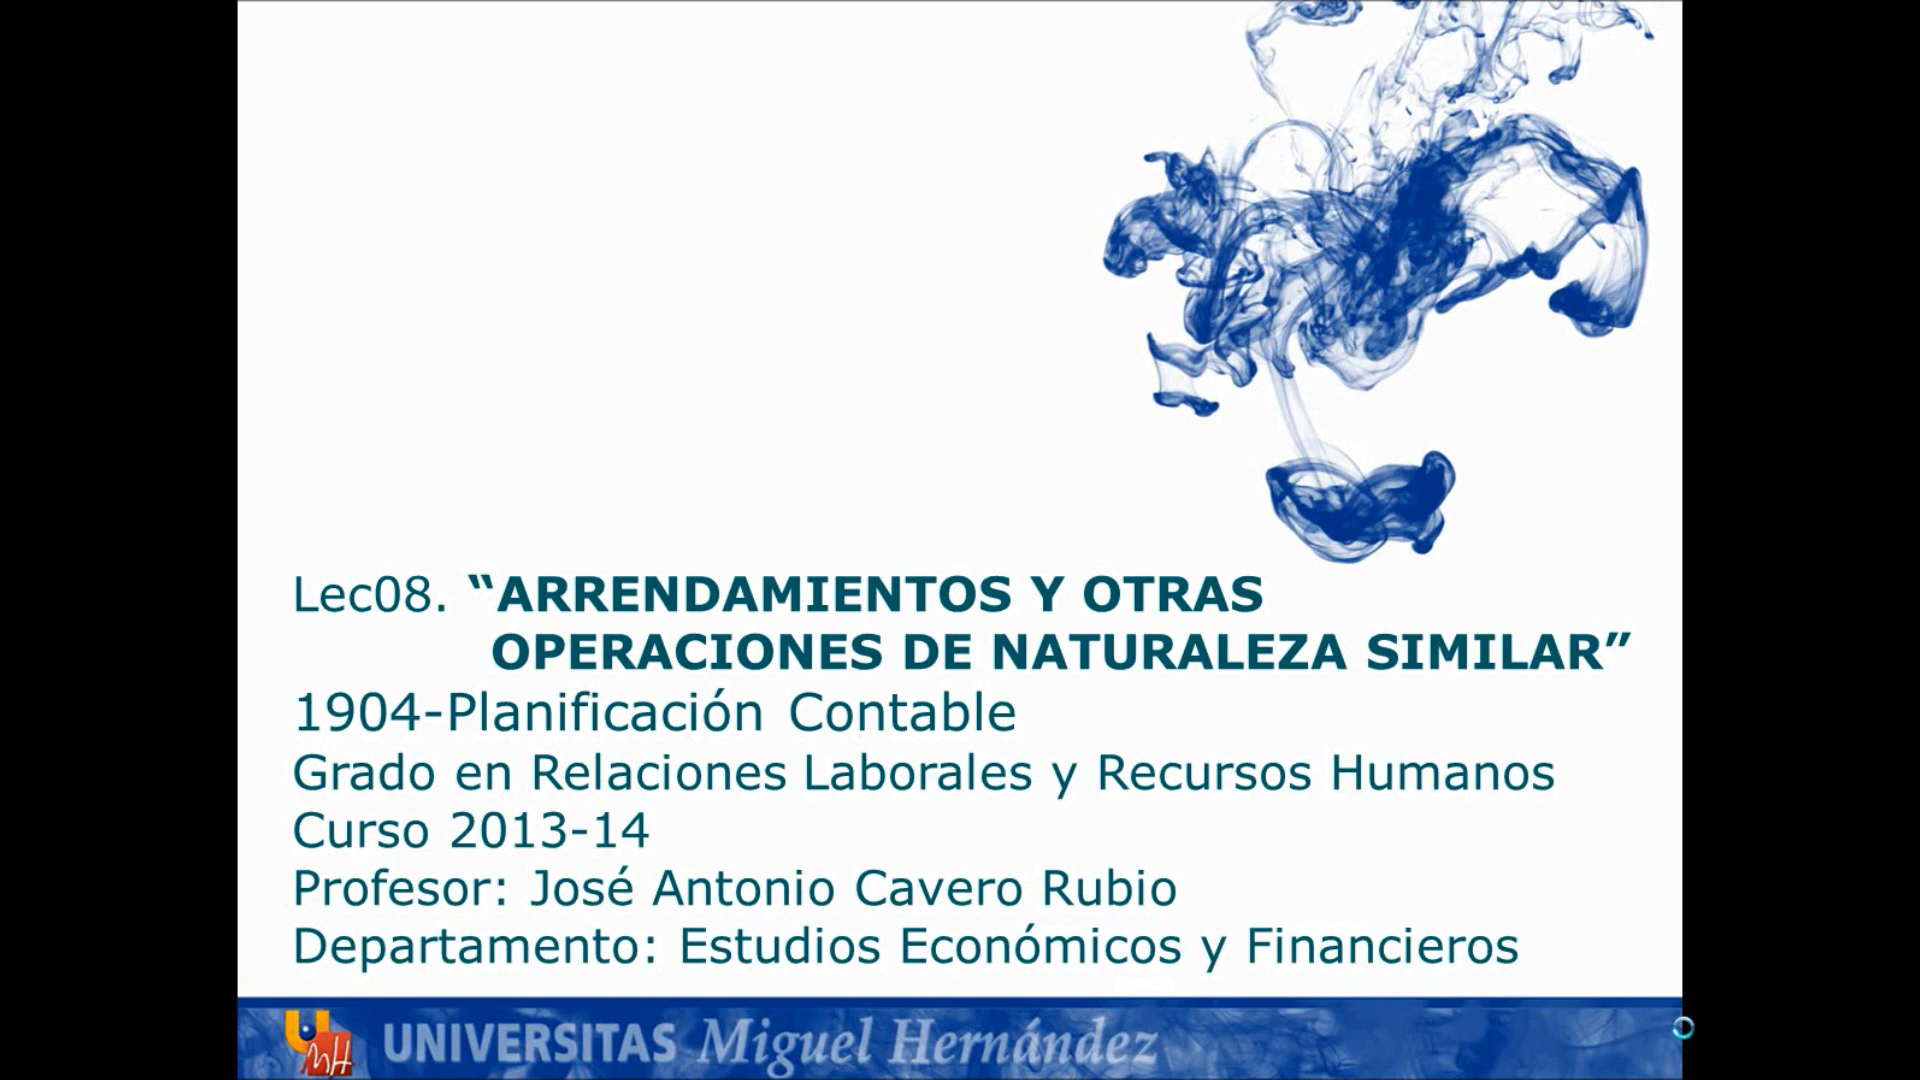 Lec08. “ARRENDAMIENTOS Y OTRAS
OPERACIONES DE NATURALEZA SIMILAR”
1904-Planificación Contable
Grado en Relaciones Laborales y Recursos Humanos
Curso 2013-14
Profesor: José Antonio Cavero Rubio
Departamento: Estudios Económicos y Financieros
UNIVERSITAS Miguel Hernández